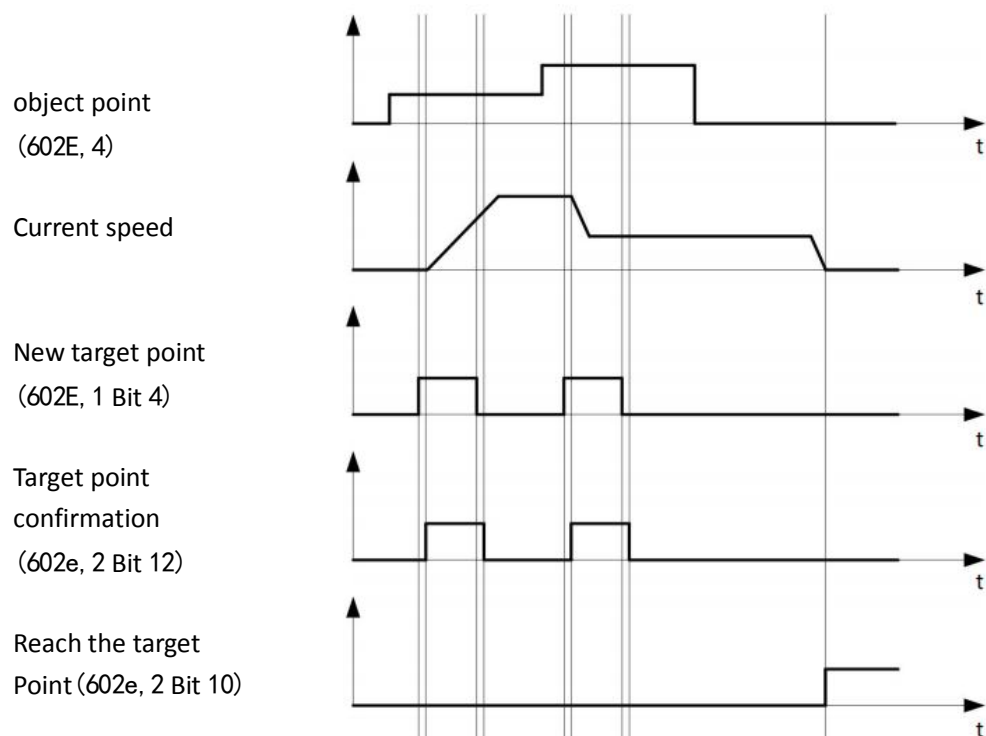 object point
(602E, 4)
t
Current speed
t
New target point
(602E, 1 Bit 4)
t
Target point
confirmation
(602e, 2 Bit 12)
t
Reach the target
Point (602e, 2 Bit 10)
t